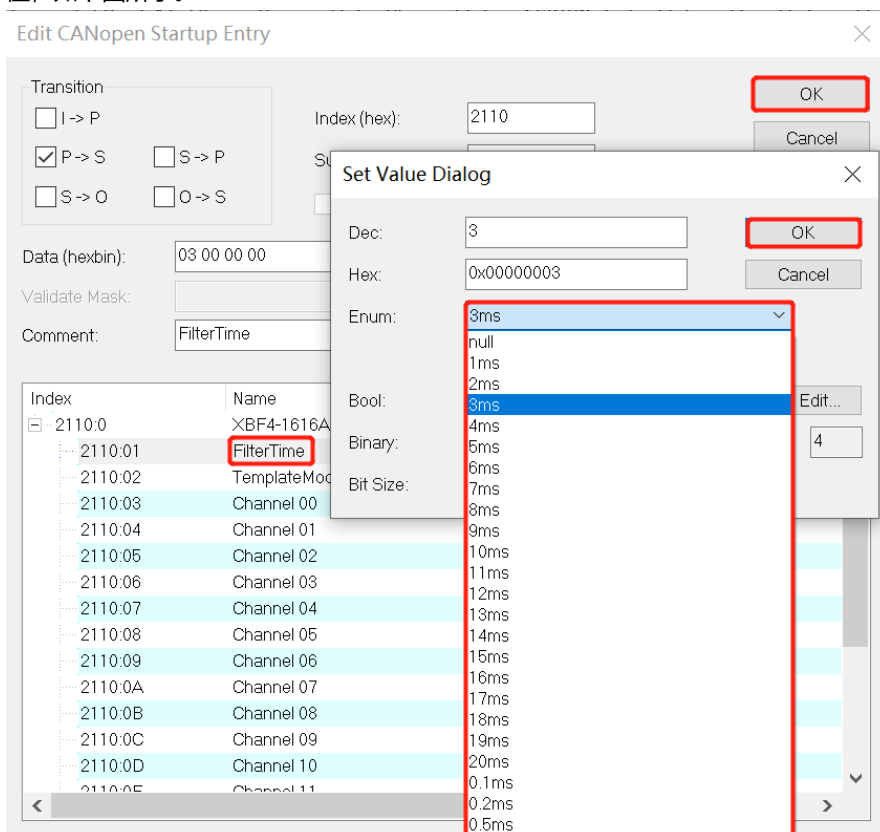 Edit CANopen Startup Entry
Transition
I -> P
P -> S
S -> P
S -> O
O -> S
Index (hex):
2110
OK
Cancel
Data (hexbin):
03 00 00 00
Validate Mask:
Comment:
FilterTime
Set Value Dialog
Dec:
3
OK
Hex:
0x00000003
Cancel
Enum:
3ms
null
1ms
2ms
3ms
4ms
5ms
6ms
7ms
8ms
9ms
10ms
11ms
12ms
13ms
14ms
15ms
16ms
17ms
18ms
19ms
20ms
0.1ms
0.2ms
0.5ms
Bool:
Edit...
Binary:
4
Bit Size:
Index
Name
2110:0
XBF4-1616A
2110:01
FilterTime
2110:02
TemplateMod
2110:03
Channel 00
2110:04
Channel 01
2110:05
Channel 02
2110:06
Channel 03
2110:07
Channel 04
2110:08
Channel 05
2110:09
Channel 06
2110:0A
Channel 07
2110:0B
Channel 08
2110:0C
Channel 09
2110:0D
Channel 10
2110:0E
Channel 11